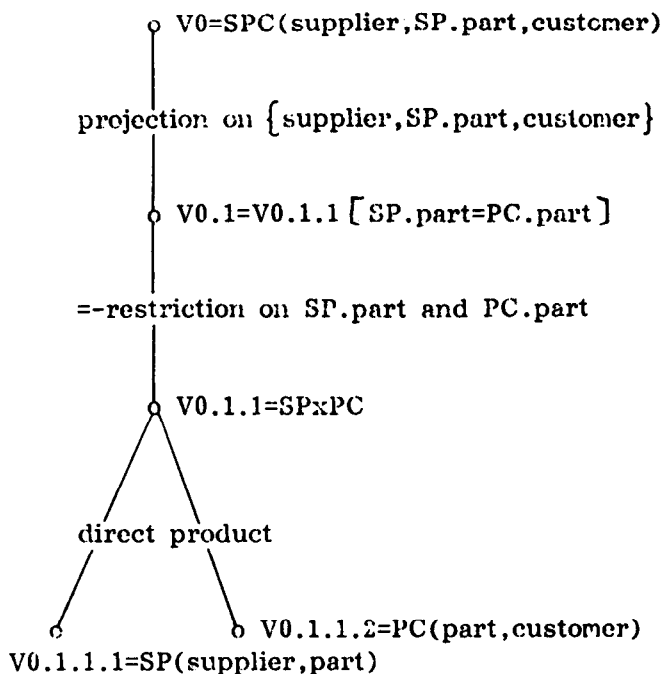 V0=SPC(supplier,SP.part,customer)
projection on {supplier,SP.part,customer}
V0.1=V0.1.1[SP.part=PC.part]
=-restriction on SP.part and PC.part
V0.1.1=SPxPC
direct product
V0.1.1.2=PC(part,customer)
V0.1.1.1=SP(supplier,part)